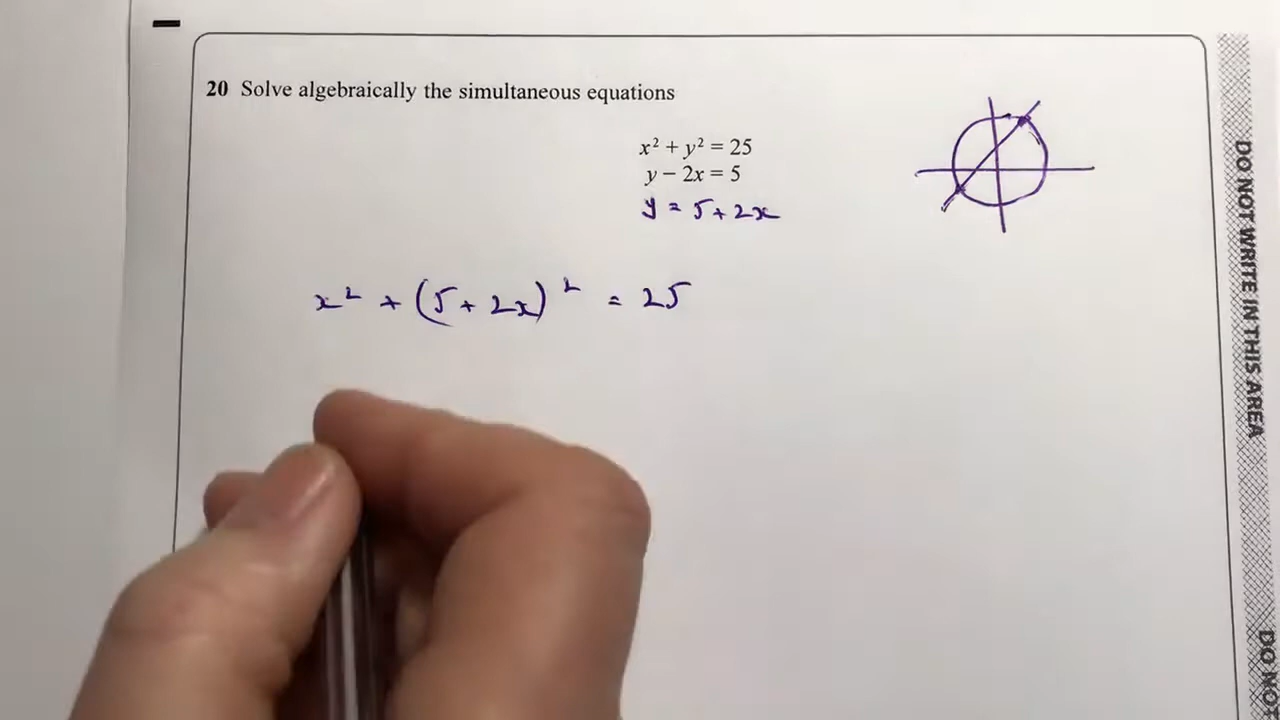 20 Solve algebraically the simultaneous equations
x² + y² = 25
y − 2x = 5
y = 5 + 2x
x² + (5 + 2x)² = 25
DO NOT WRITE IN THIS AREA
DO NOT